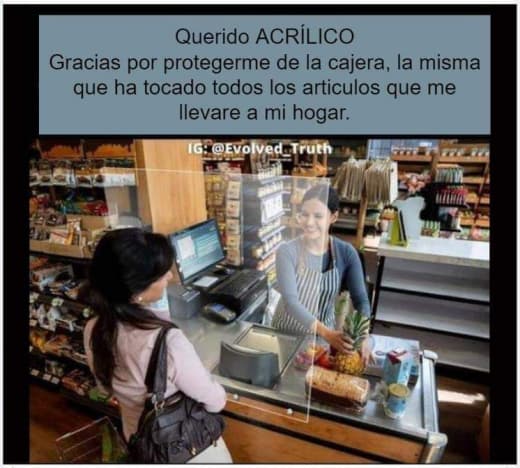 Querido ACRÍLICO
Gracias por protegerme de la cajera, la misma
que ha tocado todos los articulos que me
llevare a mi hogar.
IG: @Evolved_Truth